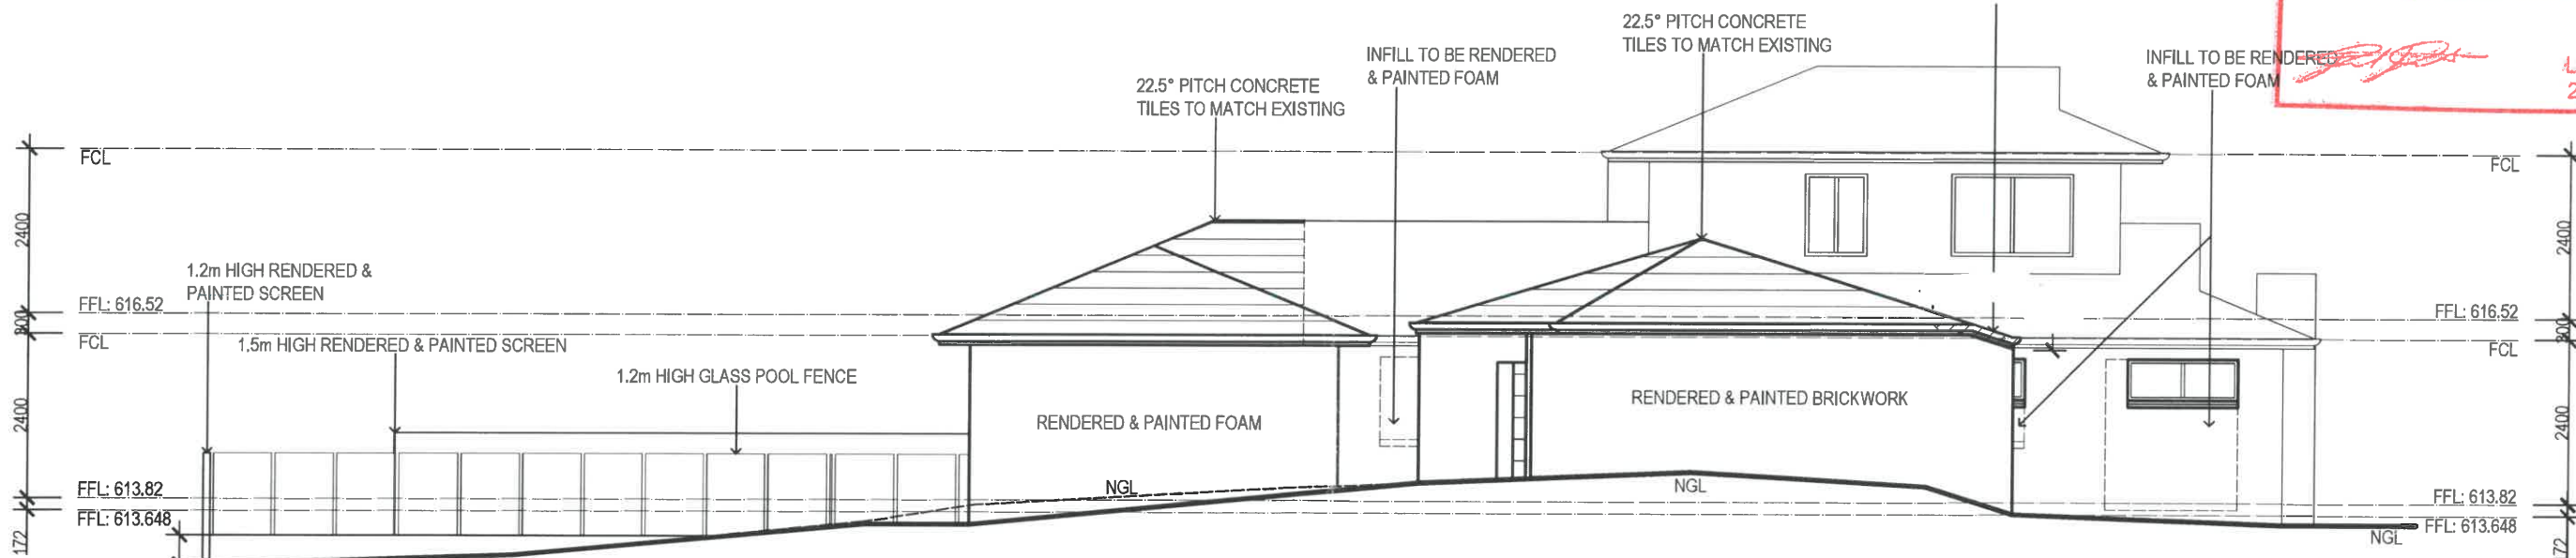 22.5° PITCH CONCRETE
TILES TO MATCH EXISTING
INFILL TO BE RENDERED
& PAINTED FOAM
INFILL TO BE RENDERED
& PAINTED FOAM
22.5° PITCH CONCRETE
TILES TO MATCH EXISTING
FCL
FCL
2400
2400
1.2m HIGH RENDERED &
PAINTED SCREEN
FFL: 616.52
FFL: 616.52
300
300
FCL
FCL
1.5m HIGH RENDERED & PAINTED SCREEN
1.2m HIGH GLASS POOL FENCE
RENDERED & PAINTED BRICKWORK
RENDERED & PAINTED FOAM
2400
2400
NGL
NGL
FFL: 613.82
FFL: 613.82
FFL: 613.648
FFL: 613.648
NGL
172